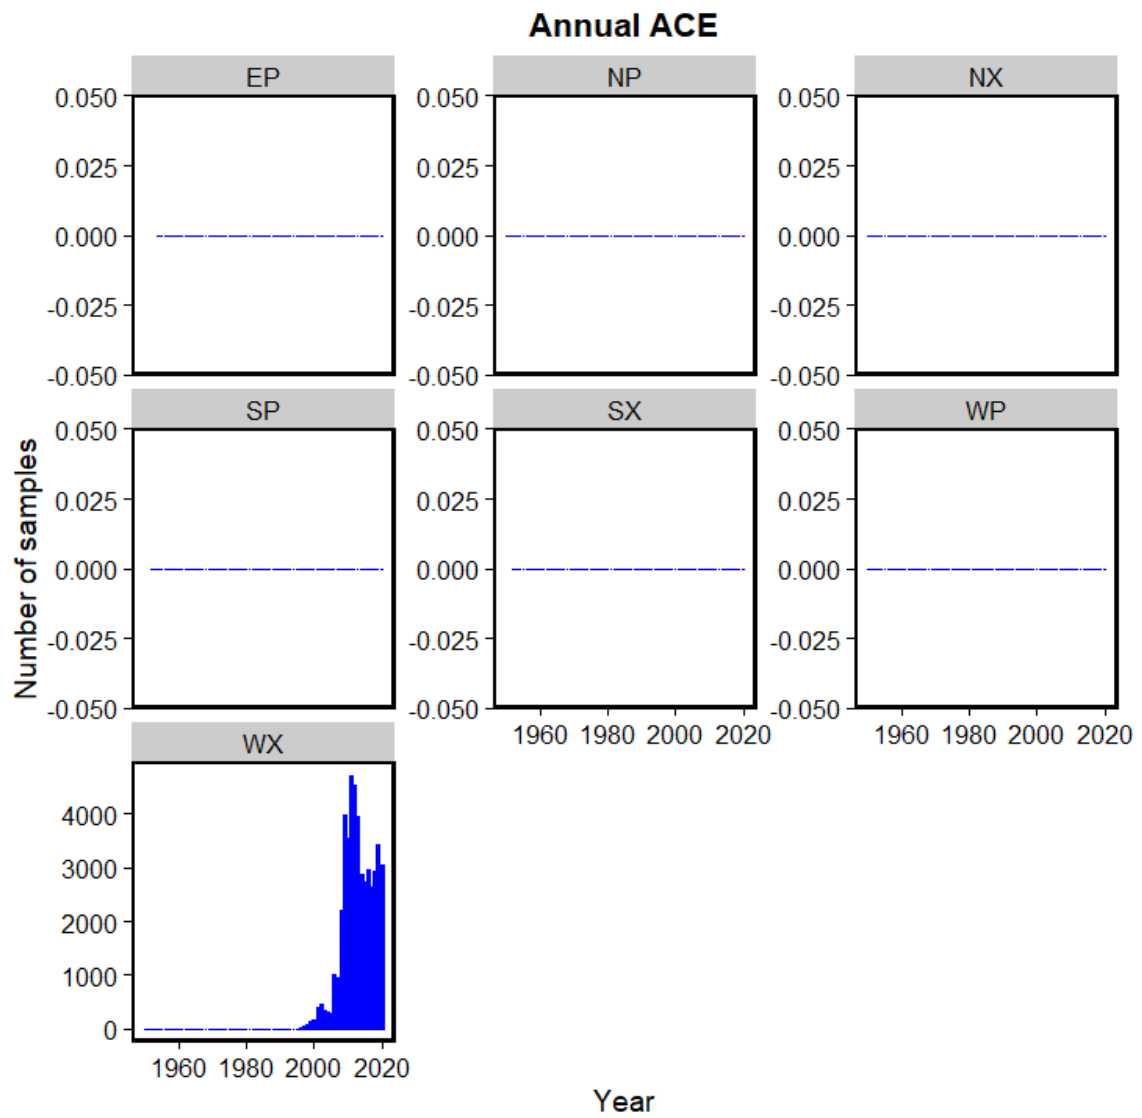 Annual ACE
EP NP NX
0.050 0.050 0.050
0.025 0.025 0.025
0.000 0.000 0.000
-0.025 -0.025 -0.025
-0.050 -0.050 -0.050
SP SX WP
0.050 0.050 0.050
0.025 0.025 0.025
0.000 0.000 0.000
-0.025 -0.025 -0.025
-0.050 -0.050 -0.050
1960 1980 2000 2020 1960 1980 2000 2020
Number of samples
WX
4000
3000
2000
1000
0
1960 1980 2000 2020
Year